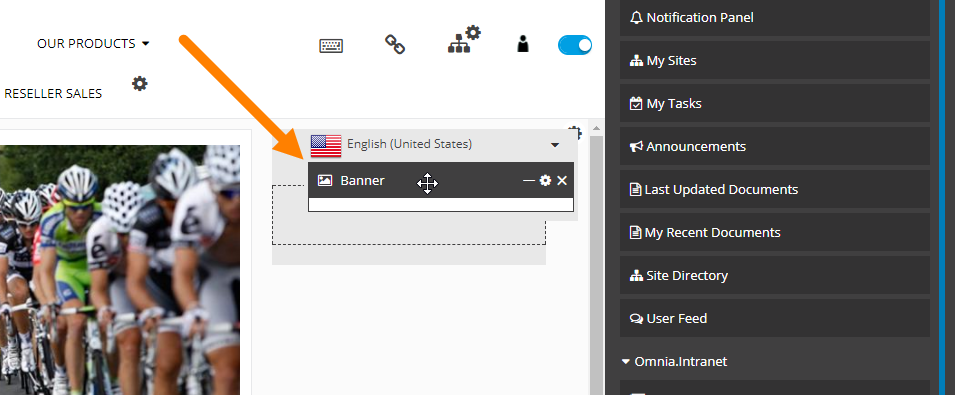 OUR PRODUCTS
RESELLER SALES
English (United States)
Banner
Notification Panel
My Sites
My Tasks
Announcements
Last Updated Documents
My Recent Documents
Site Directory
User Feed
Omnia.Intranet